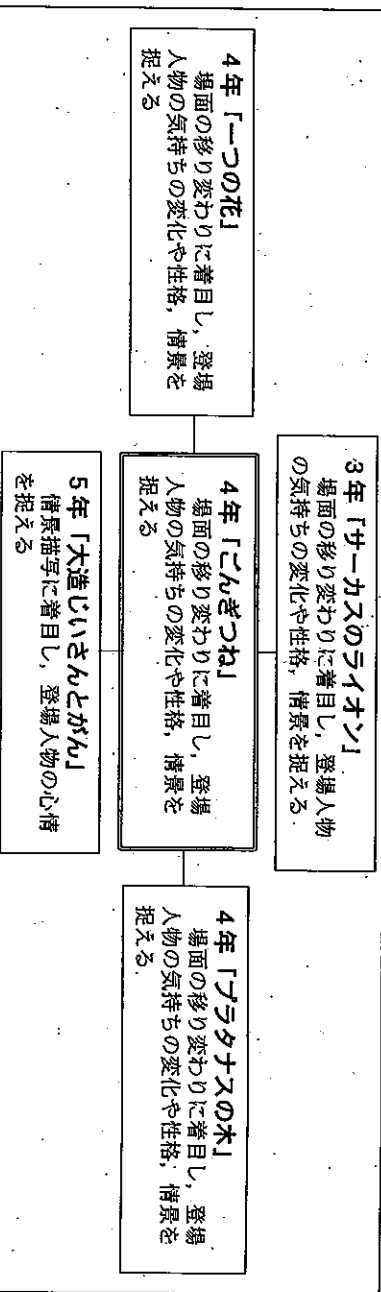 3年「サーカスのライオン」
場面の移り変わりに着目し，登場人物
の気持ちの変化や性格，情景を捉える
4年「一つの花」
場面の移り変わりに着目し，登場
人物の気持ちの変化や性格，情景を
捉える
4年「ごんぎつね」
場面の移り変わりに着目し，登場
人物の気持ちの変化や性格，情景を
捉える
4年「プラタナスの木」
場面の移り変わりに着目し，登場
人物の気持ちの変化や性格，情景を
捉える．
5年「大造じいさんとがん」
情景描写に着目し，登場人物の心情
を捉える